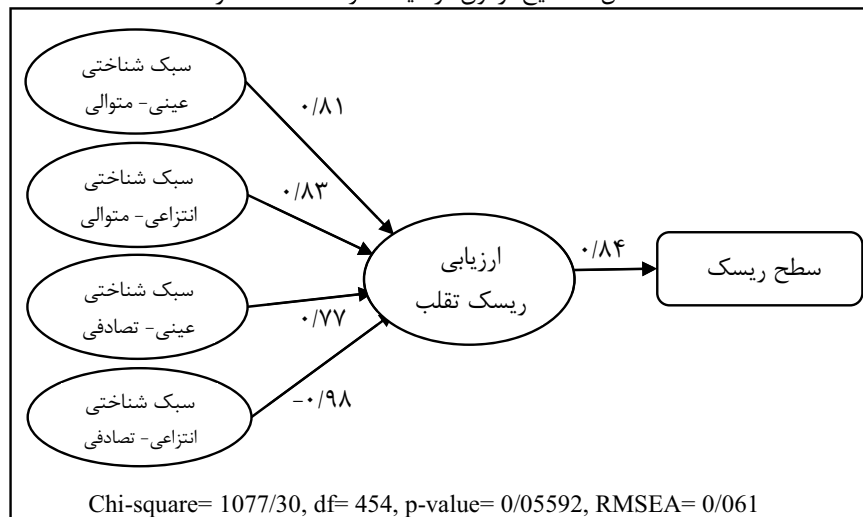 سبک شناختی
عینی- متوالی
۰/۸۱
سبک شناختی
انتزاعی- متوالی
۰/۸۳
ارزیابی
ریسک تقلب
۰/۸۴
سطح ریسک
سبک شناختی
عینی- تصادفی
۰/۷۷
سبک شناختی
انتزاعی- تصادفی
-۰/۹۸
Chi-square= 1077/30, df= 454, p-value= 0/05592, RMSEA= 0/061